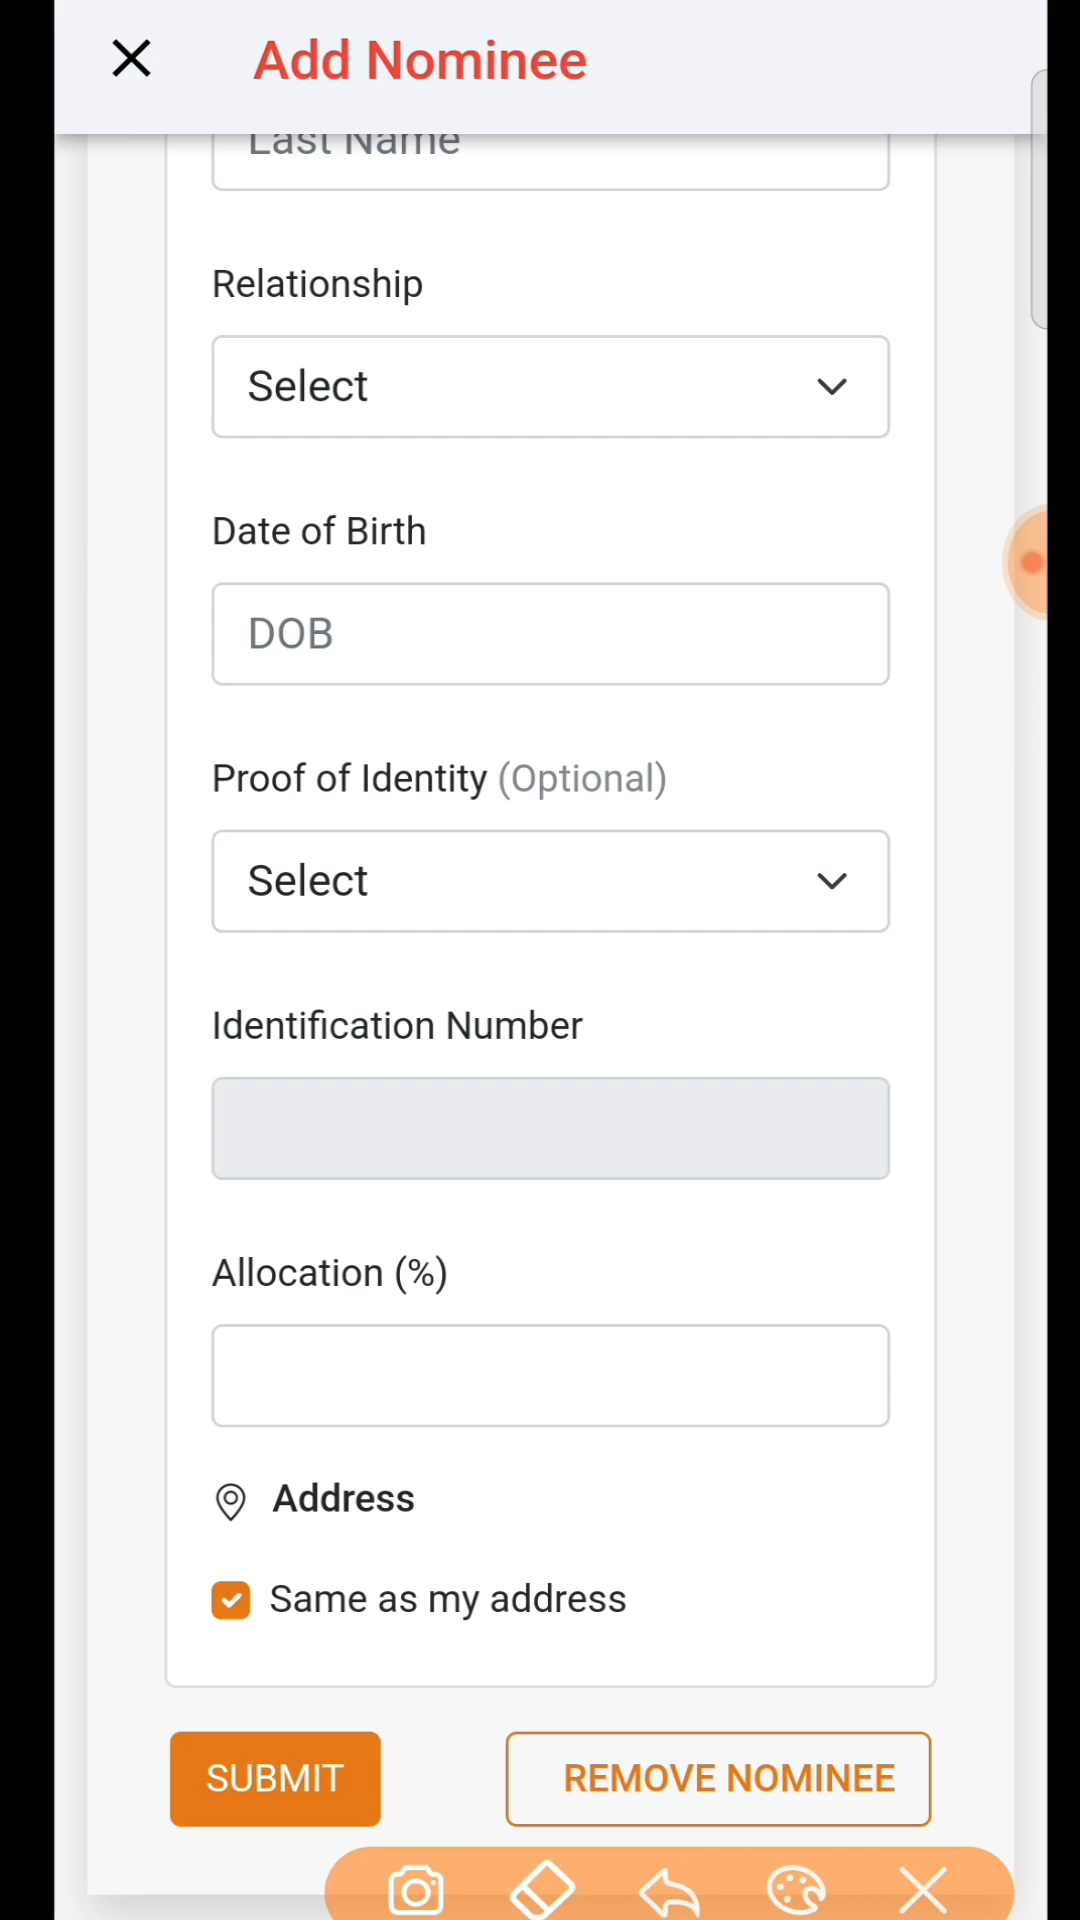 Add Nominee
Last Name
Relationship
Select
Date of Birth
DOB
Proof of Identity (Optional)
Select
Identification Number
Allocation (%)
Address
Same as my address
SUBMIT
REMOVE NOMINEE